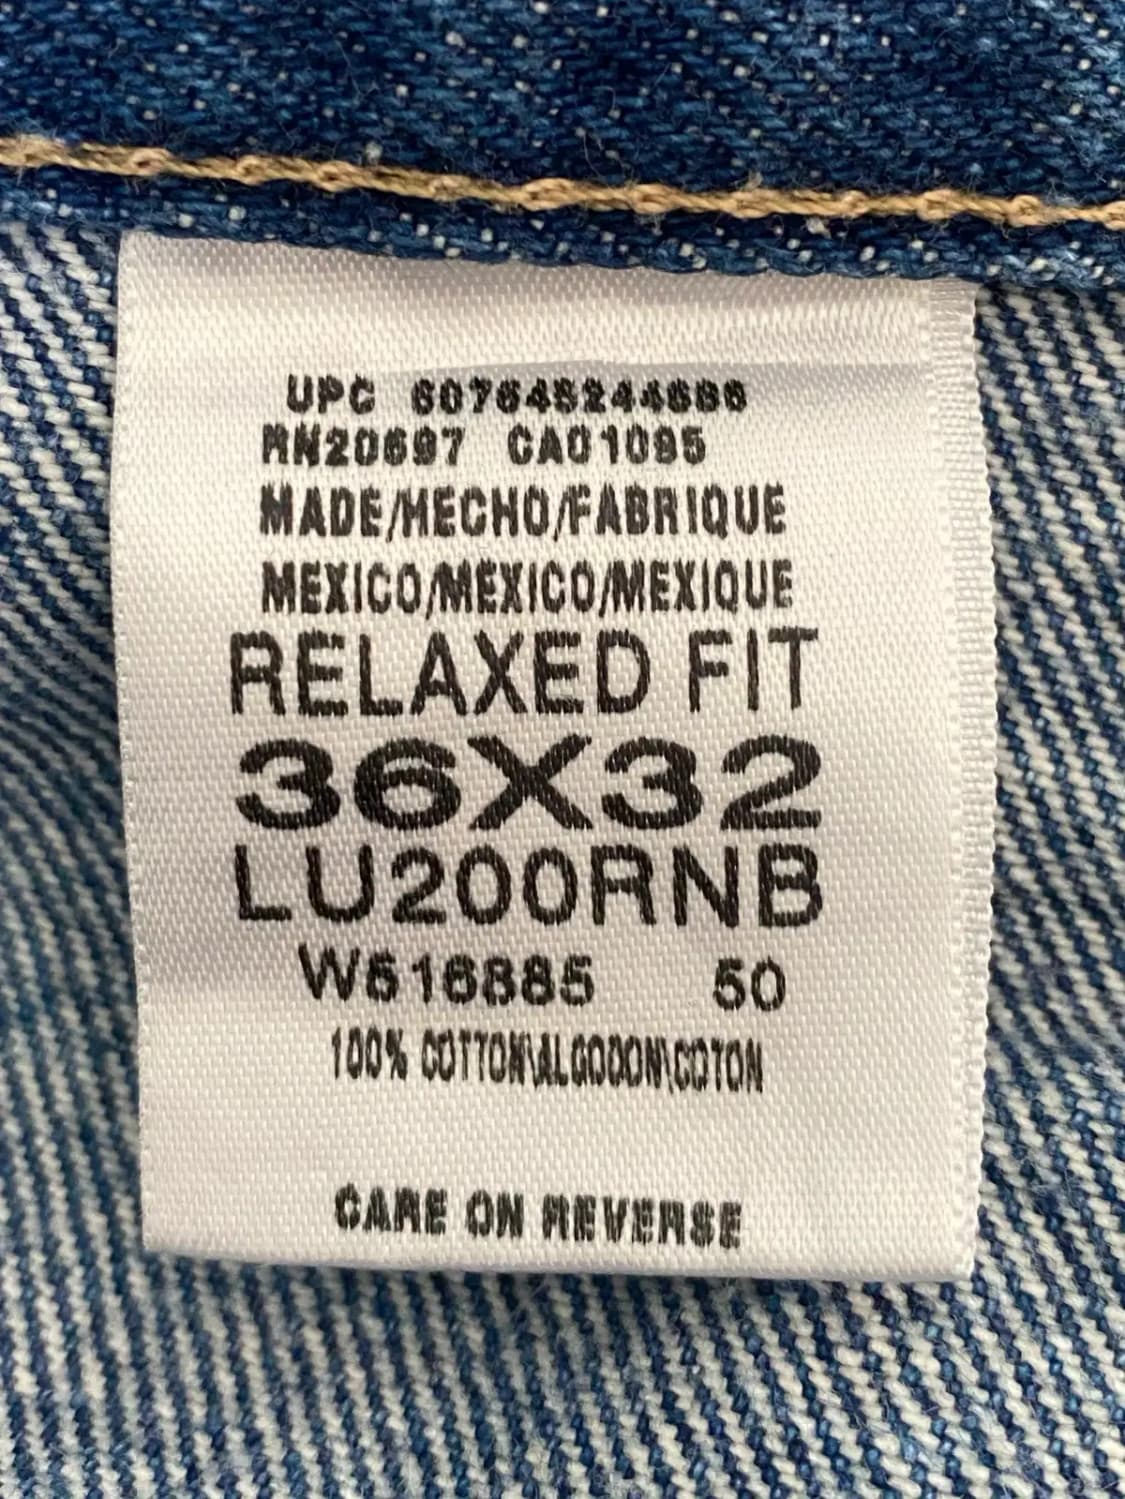 UPC 607645244686
RN20697 CA01095
MADE/HECHO/FABRIQUE
MEXICO/MEXICO/MEXIQUE
RELAXED FIT
36X32
LU200RNB
W516885 50
100% COTTON\ALGODON\COTON
CARE ON REVERSE